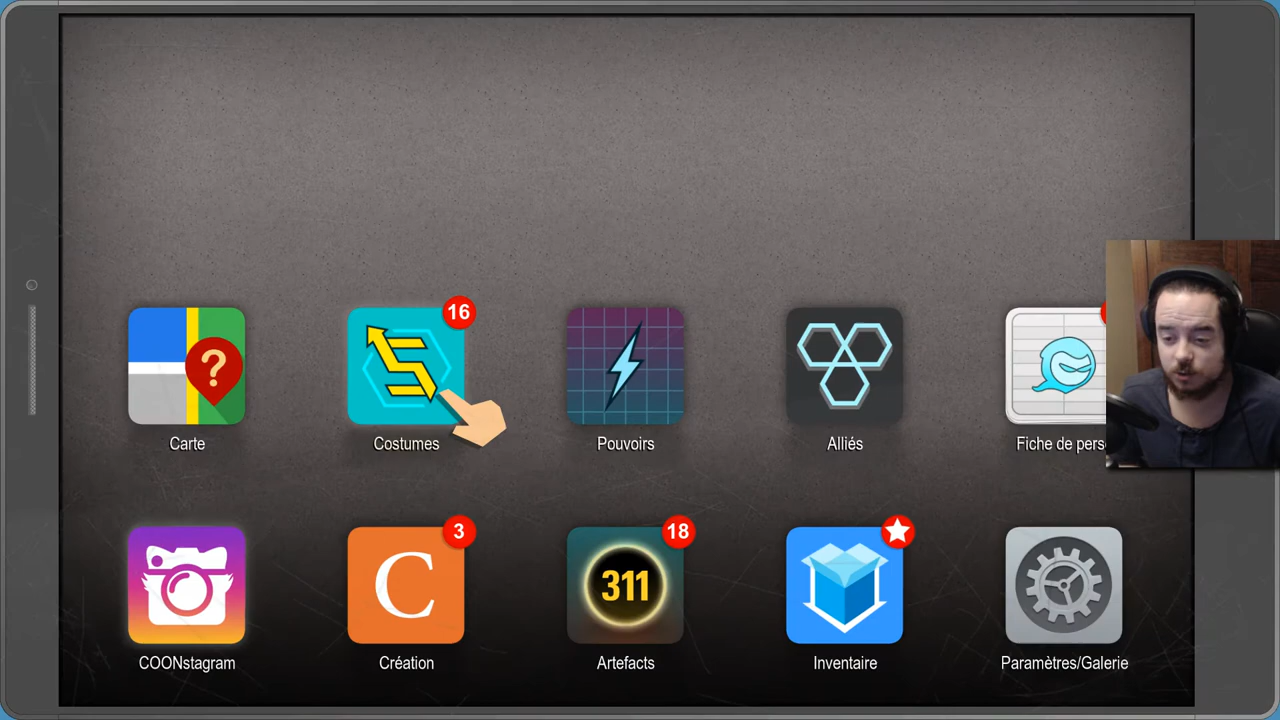 16
?
Carte
Costumes
Pouvoirs
Alliés
Fiche de pers
3
18
C
311
COONstagram
Création
Artefacts
Inventaire
Paramètres/Galerie